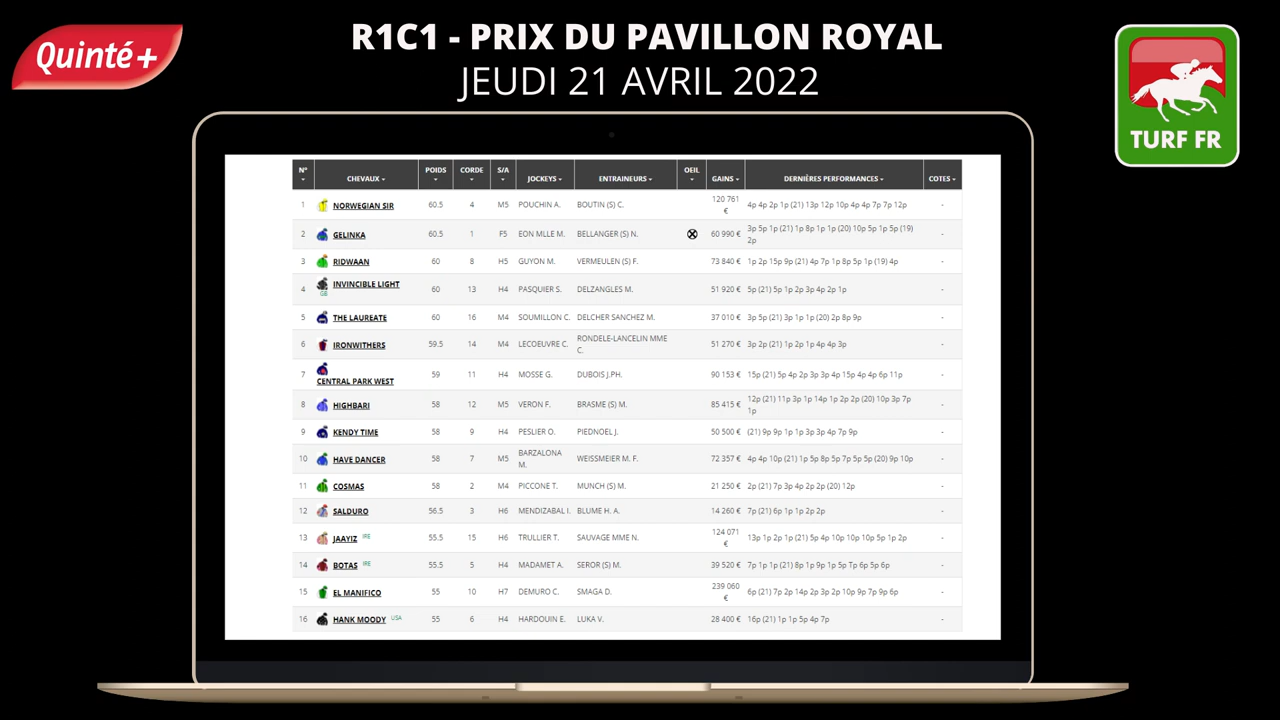 Quinté+
R1C1 - PRIX DU PAVILLON ROYAL
JEUDI 21 AVRIL 2022
TURF FR
N° CHEVAUX POIDS CORDE S/A JOCKEYS ENTRAINEURS OEIL GAINS DERNIÈRES PERFORMANCES COTES
1 NORWEGIAN SIR 60.5 4 M5 POUCHIN A. BOUTIN (S) C. 120 761 € 4p 4p 2p 1p (21) 13p 12p 10p 4p 4p 7p 7p 12p -
2 GELINKA 60.5 1 F5 EON MLLE M. BELLANGER (S) N. 60 990 € 3p 5p 1p (21) 1p 8p 1p 1p (20) 10p 5p 1p 5p (19)
2p -
3 RIDWAAN 60 8 H5 GUYON M. VERMEULEN (S) F. 73 840 € 1p 2p 15p 9p (21) 4p 7p 1p 8p 5p 1p (19) 4p -
4 INVINCIBLE LIGHT GB 60 13 H4 PASQUIER S. DELZANGLES M. 51 920 € 5p (21) 5p 1p 2p 3p 4p 2p 1p -
5 THE LAUREATE 60 16 M4 SOUMILLON C. DELCHER SANCHEZ M. 37 010 € 3p 5p (21) 3p 1p 1p (20) 2p 8p 9p -
6 IRONWITHERS 59.5 14 M4 LECOEUVRE C. RONDELE-LANCELIN MME
C. 51 270 € 3p 2p (21) 1p 2p 1p 4p 4p 3p -
7 CENTRAL PARK WEST 59 11 H4 MOSSE G. DUBOIS J.PH. 90 153 € 15p (21) 5p 4p 2p 3p 3p 4p 15p 4p 4p 6p 11p -
8 HIGHBARI 58 12 M5 VERON F. BRASME (S) M. 85 415 € 12p (21) 11p 3p 1p 14p 1p 2p 2p (20) 10p 3p 7p
1p -
9 KENDY TIME 58 9 H4 PESLIER O. PIEDNOEL J. 50 500 € (21) 9p 9p 1p 1p 3p 3p 4p 7p 9p -
10 HAVE DANCER 58 7 M5 BARZALONA
M. WEISSMEIER M. F. 72 357 € 4p 4p 10p (21) 1p 5p 8p 5p 7p 5p 5p (20) 9p 10p -
11 COSMAS 58 2 M4 PICCONE T. MUNCH (S) M. 21 250 € 2p (21) 7p 3p 4p 2p 2p (20) 12p -
12 SALDURO 56.5 3 H6 MENDIZABAL I. BLUME H. A. 14 260 € 7p (21) 6p 1p 1p 2p 2p -
13 JAAYIZ IRE 55.5 15 H6 TRULLIER T. SAUVAGE MME N. 124 071 € 13p 1p 2p 1p (21) 5p 4p 10p 10p 10p 5p 1p 2p -
14 BOTAS IRE 55.5 5 H4 MADAMET A. SEROR (S) M. 39 520 € 7p 1p 1p (21) 8p 1p 9p 1p 5p Tp 6p 5p 6p -
15 EL MANIFICO 55 10 H7 DEMURO C. SMAGA D. 239 060 € 6p (21) 7p 2p 14p 2p 3p 2p 10p 9p 7p 9p 6p -
16 HANK MOODY USA 55 6 H4 HARDOUIN E. LUKA V. 28 400 € 16p (21) 1p 1p 5p 4p 7p -